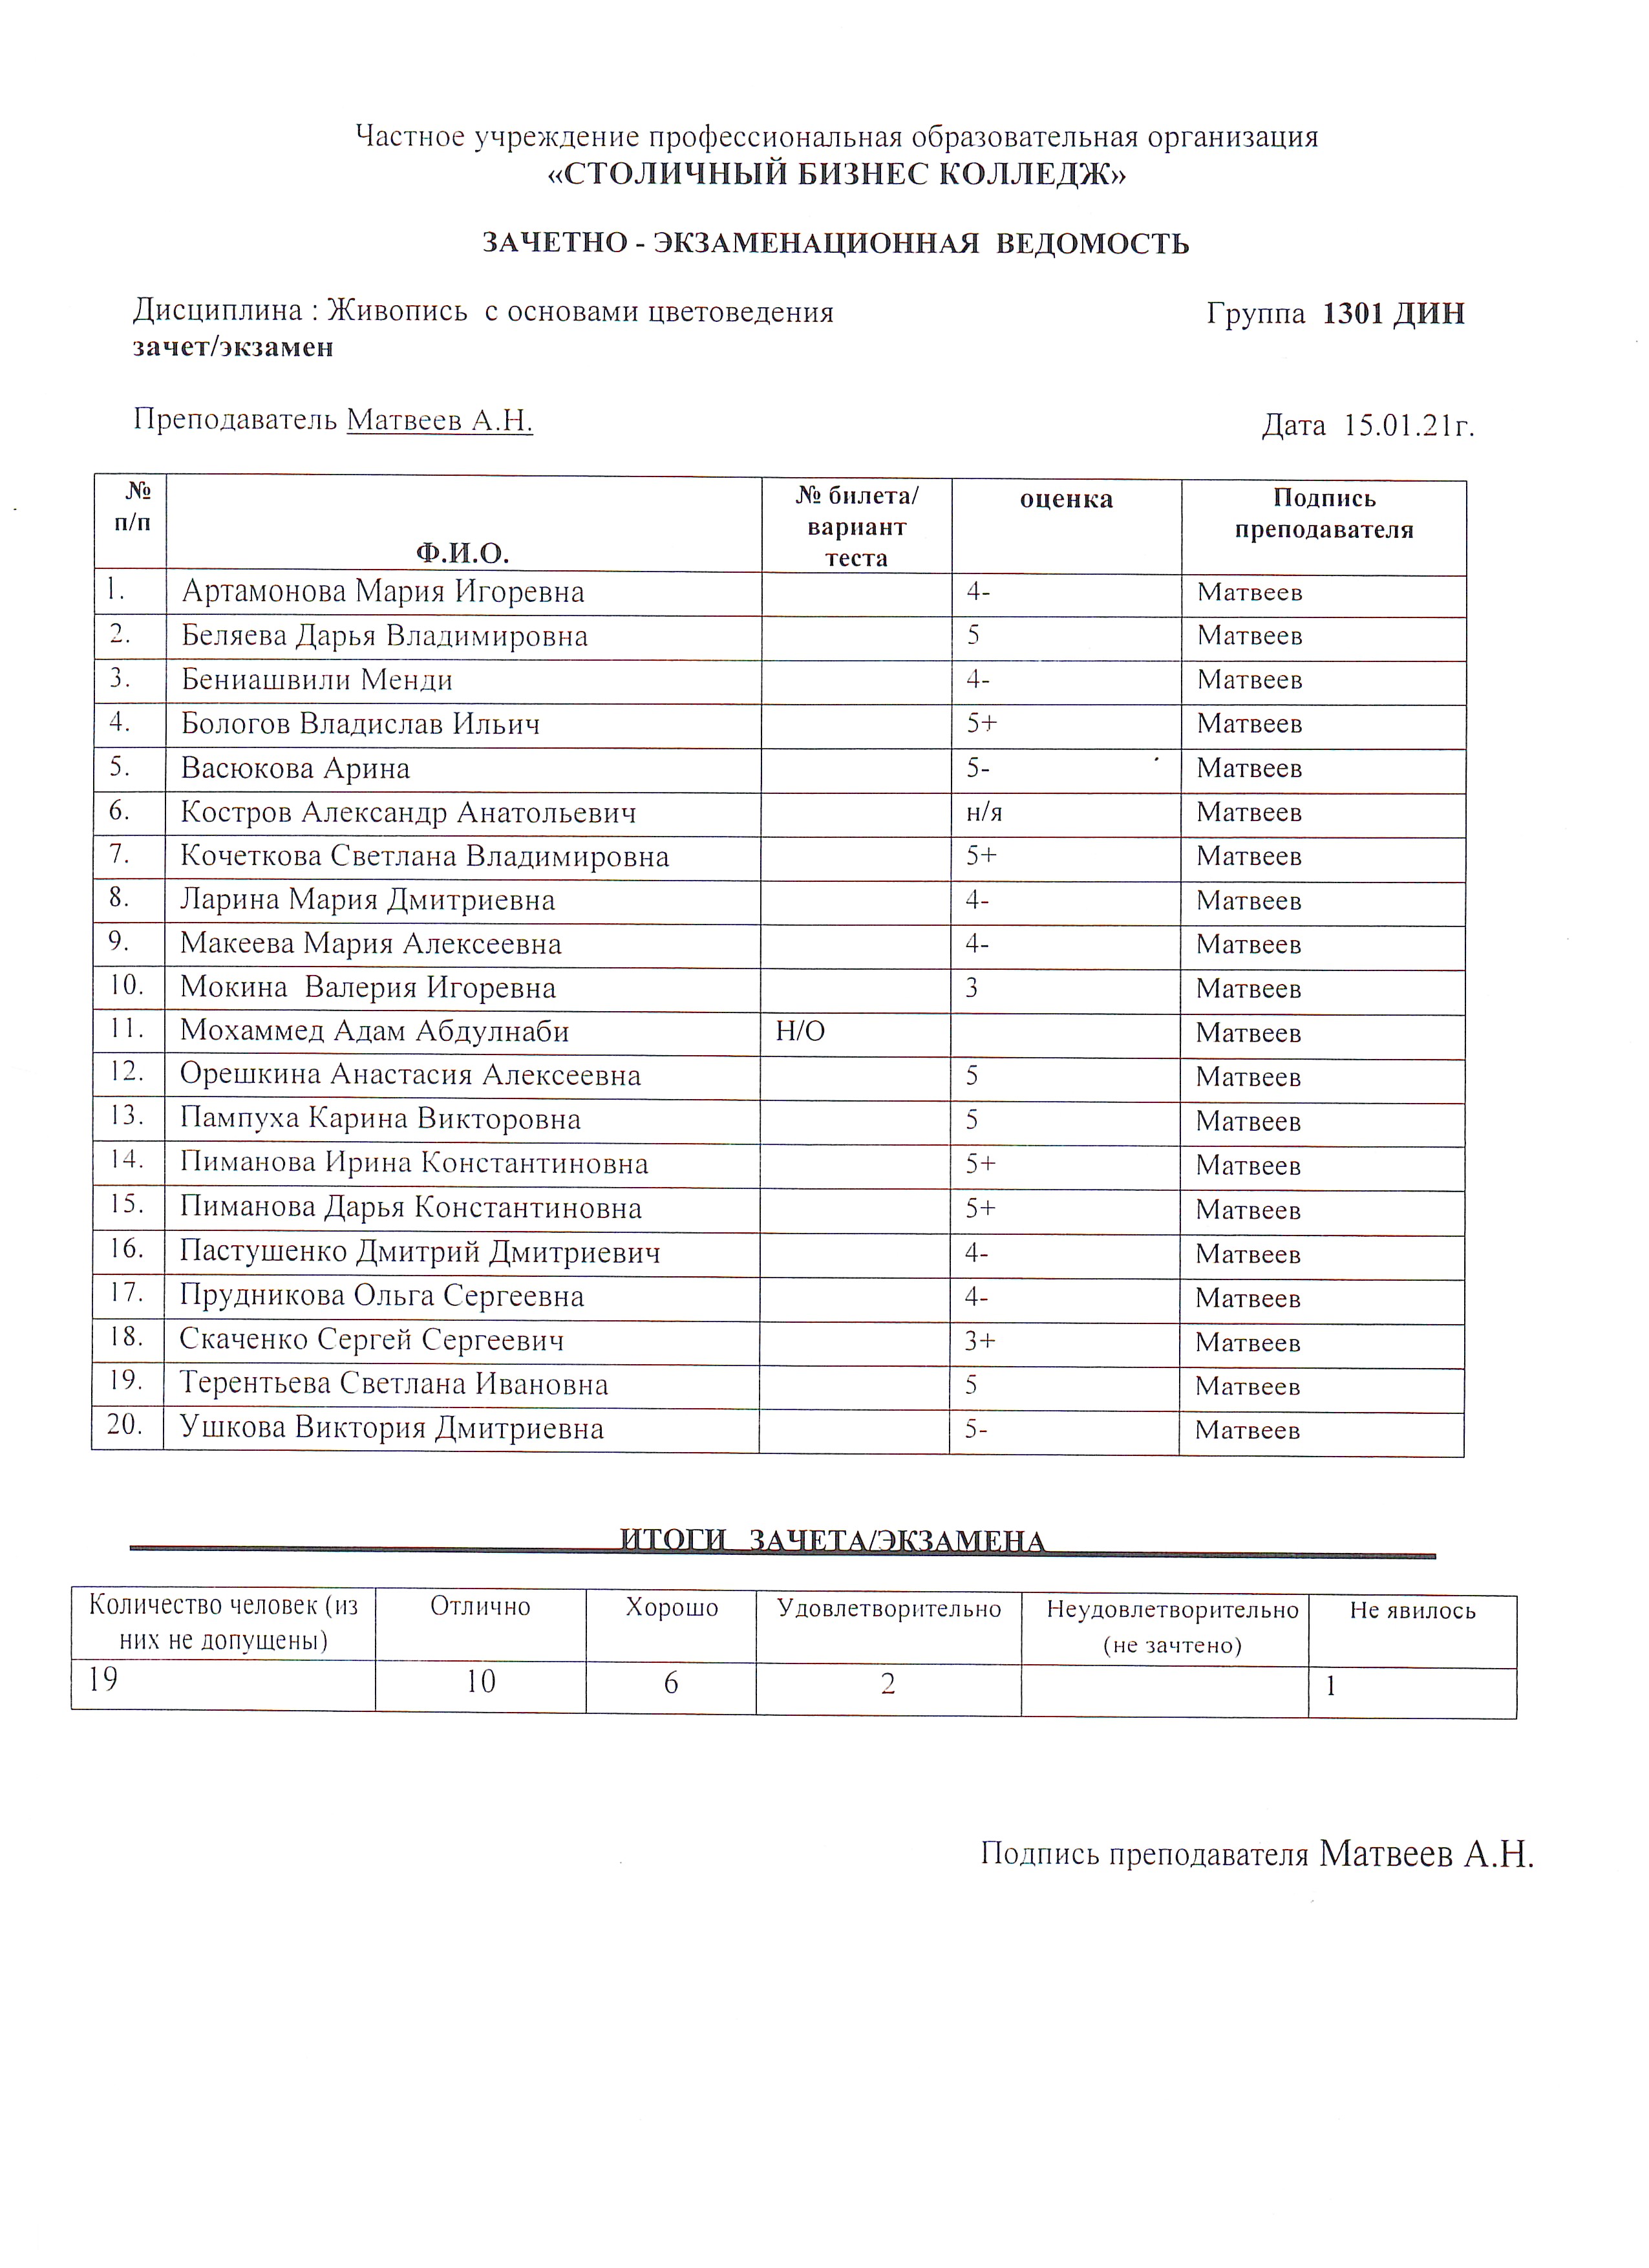 Частное учреждение профессиональная образовательная организация
«СТОЛИЧНЫЙ БИЗНЕС КОЛЛЕДЖ»
ЗАЧЕТНО - ЭКЗАМЕНАЦИОННАЯ ВЕДОМОСТЬ
Дисциплина : Живопись с основами цветоведения Группа 1301 ДИН
зачет/экзамен
Преподаватель Матвеев А.Н. Дата 15.01.21г.
№ п/п Ф.И.О. № билета/ вариант теста оценка Подпись преподавателя
1. Артамонова Мария Игоревна 4- Матвеев
2. Беляева Дарья Владимировна 5 Матвеев
3. Бениашвили Менди 4- Матвеев
4. Бологов Владислав Ильич 5+ Матвеев
5. Васюкова Арина 5- Матвеев
6. Костров Александр Анатольевич н/я Матвеев
7. Кочеткова Светлана Владимировна 5+ Матвеев
8. Ларина Мария Дмитриевна 4- Матвеев
9. Макеева Мария Алексеевна 4- Матвеев
10. Мокина Валерия Игоревна 3 Матвеев
11. Мохаммед Адам Абдулнаби Н/О Матвеев
12. Орешкина Анастасия Алексеевна 5 Матвеев
13. Пампуха Карина Викторовна 5 Матвеев
14. Пиманова Ирина Константиновна 5+ Матвеев
15. Пиманова Дарья Константиновна 5+ Матвеев
16. Пастушенко Дмитрий Дмитриевич 4- Матвеев
17. Прудникова Ольга Сергеевна 4- Матвеев
18. Скаченко Сергей Сергеевич 3+ Матвеев
19. Терентьева Светлана Ивановна 5 Матвеев
20. Ушкова Виктория Дмитриевна 5- Матвеев
ИТОГИ ЗАЧЕТА/ЭКЗАМЕНА
Количество человек (из них не допущены) Отлично Хорошо Удовлетворительно Неудовлетворительно (не зачтено) Не явилось
19 10 6 2 1
Подпись преподавателя Матвеев А.Н.